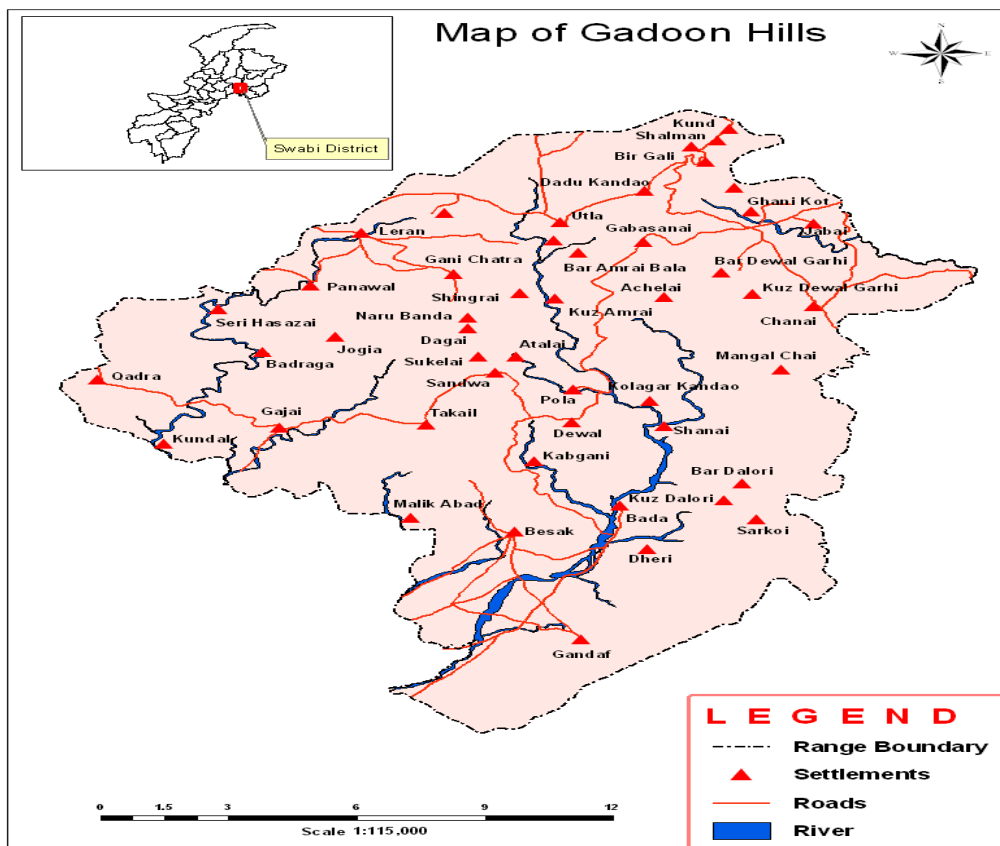 Map of Gadoon Hills
N
W
E
S
Swabi District
Kund
Shalman
Bir Gali
Dadu Kandao
Ghani Kot
Utla
Jabai
Leran
Gabasanai
Gani Chatra
Bar Amrai Bala
Bar Dewal Garhi
Panawal
Shingrai
Achelai
Kuz Dewal Garhi
Seri Hasazai
Naru Banda
Kuz Amrai
Chanai
Jogia
Dagai
Atalai
Badraga
Sukelai
Mangal Chai
Qadra
Sandwa
Pola
Kolagar Kandao
Gajai
Takail
Dewal
Shanai
Kundal
Kabgani
Bar Dalori
Malik Abad
Kuz Dalori
Besak
Bada
Sarkoi
Dheri
Gandaf
LEGEND
Range Boundary
Settlements
Roads
River
0 1.5 3 6 9 12
Scale 1:115,000